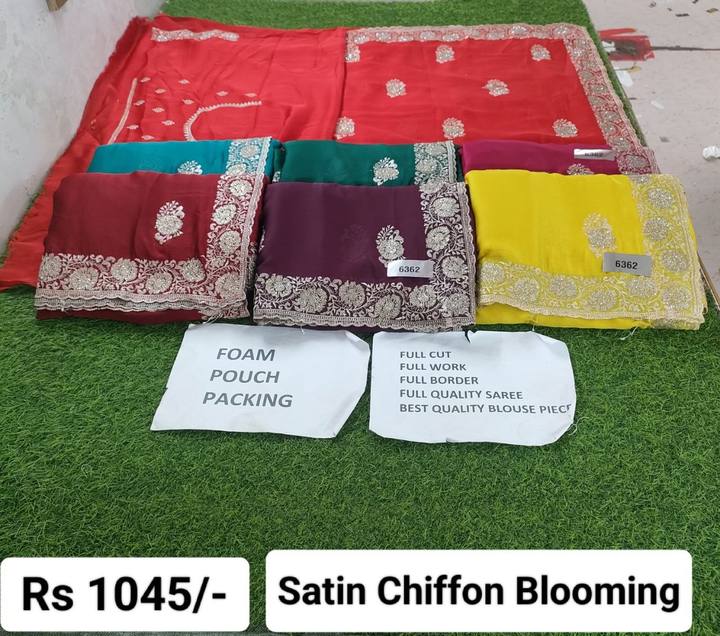 6362
6362
6362
FOAM
POUCH
PACKING
FULL CUT
FULL WORK
FULL BORDER
FULL QUALITY SAREE
BEST QUALITY BLOUSE PIECE
Rs 1045/-
Satin Chiffon Blooming